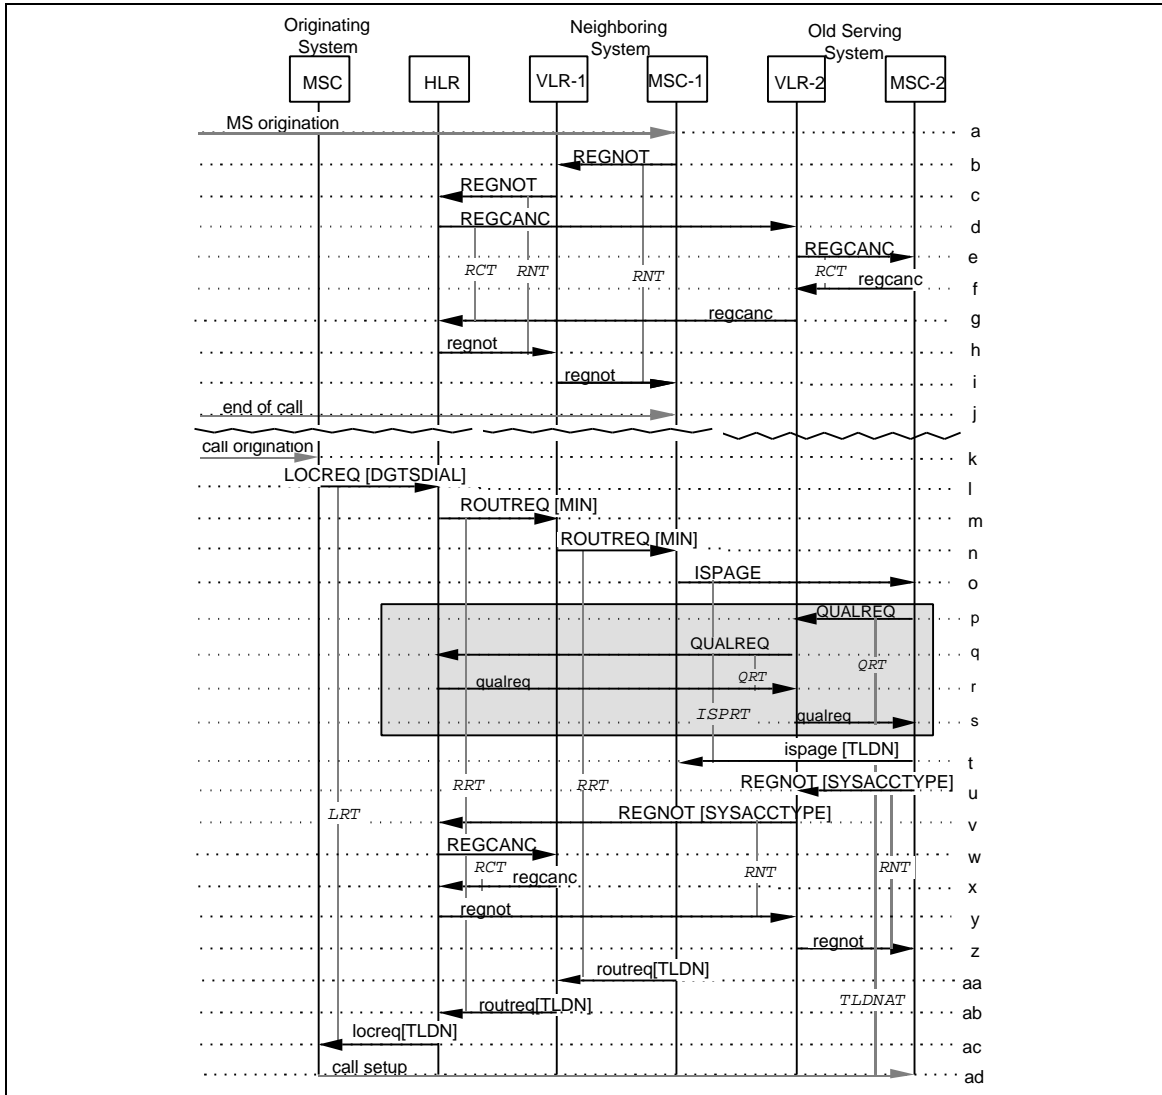 Originating
System
Neighboring
System
Old Serving
System
MSC
HLR
VLR-1
MSC-1
VLR-2
MSC-2
MS origination
a
REGNOT
b
REGNOT
c
REGCANC
d
REGCANC
e
RCT
RNT
RNT
RCT
regcanc
f
regcanc
g
regnot
h
regnot
i
end of call
j
call origination
k
LOCREQ [DGTSDIAL]
l
ROUTREQ [MIN]
m
ROUTREQ [MIN]
n
ISPAGE
o
QUALREQ
p
QUALREQ
q
QRT
QRT
qualreq
r
ISPRT
qualreq
s
ispage [TLDN]
t
REGNOT [SYSACCTYPE]
u
RRT
RRT
LRT
REGNOT [SYSACCTYPE]
v
REGCANC
w
RCT
RNT
RNT
regcanc
x
regnot
y
regnot
z
routreq[TLDN]
aa
TLDNAT
routreq[TLDN]
ab
locreq[TLDN]
ac
call setup
ad